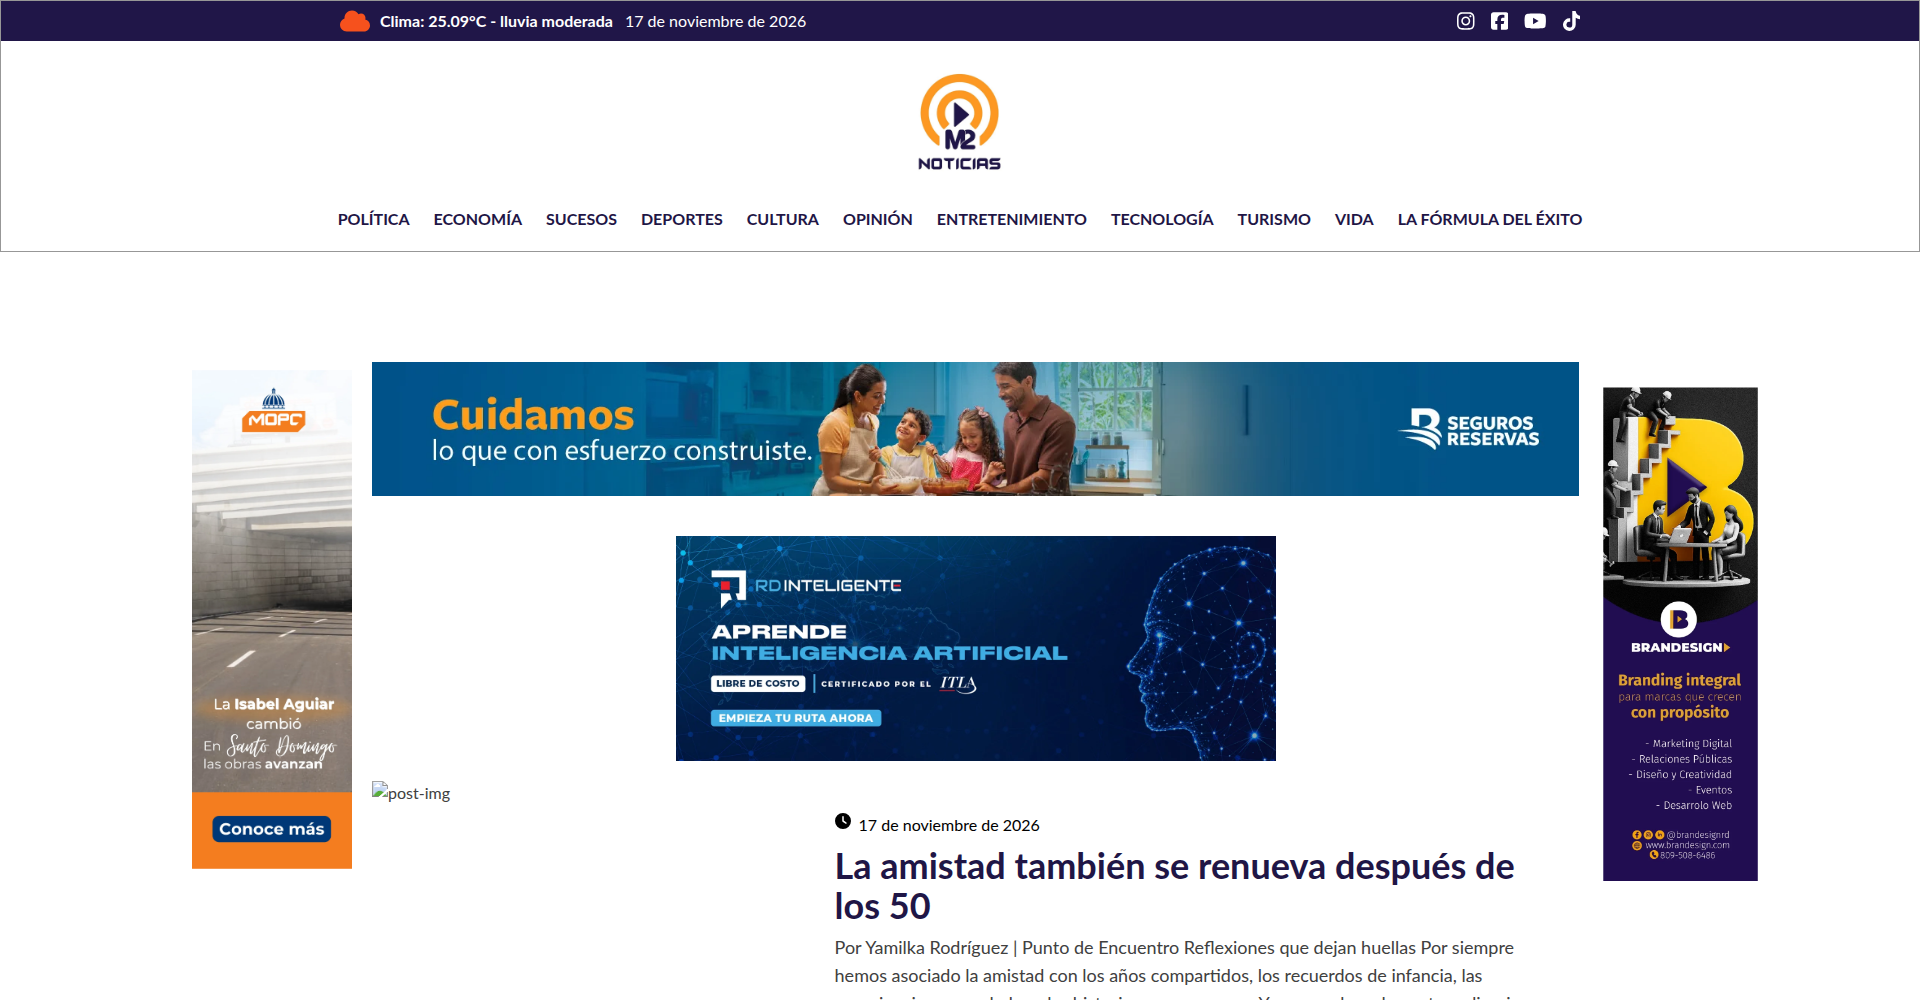 Clima: 25.09°C - lluvia moderada 17 de noviembre de 2026
M2
NOTICIAS
POLÍTICA ECONOMÍA SUCESOS DEPORTES CULTURA OPINIÓN ENTRETENIMIENTO TECNOLOGÍA TURISMO VIDA LA FÓRMULA DEL ÉXITO
MOPC
La Isabel Aguiar
cambió
En Santo Domingo
las obras avanzan
Conoce más
Cuidamos
lo que con esfuerzo construiste.
SEGUROS
RESERVAS
RD INTELIGENTE
APRENDE
INTELIGENCIA ARTIFICIAL
LIBRE DE COSTO CERTIFICADO POR EL ITLA
EMPIEZA TU RUTA AHORA
BRANDESIGN
Branding integral
para marcas que crecen
con propósito
- Marketing Digital
- Relaciones Públicas
- Diseño y Creatividad
- Eventos
- Desarrolo Web
@brandesignrd
www.brandesign.com
809-508-6486
post-img
17 de noviembre de 2026
La amistad también se renueva después de
los 50
Por Yamilka Rodríguez | Punto de Encuentro Reflexiones que dejan huellas Por siempre
hemos asociado la amistad con los años compartidos, los recuerdos de infancia, las